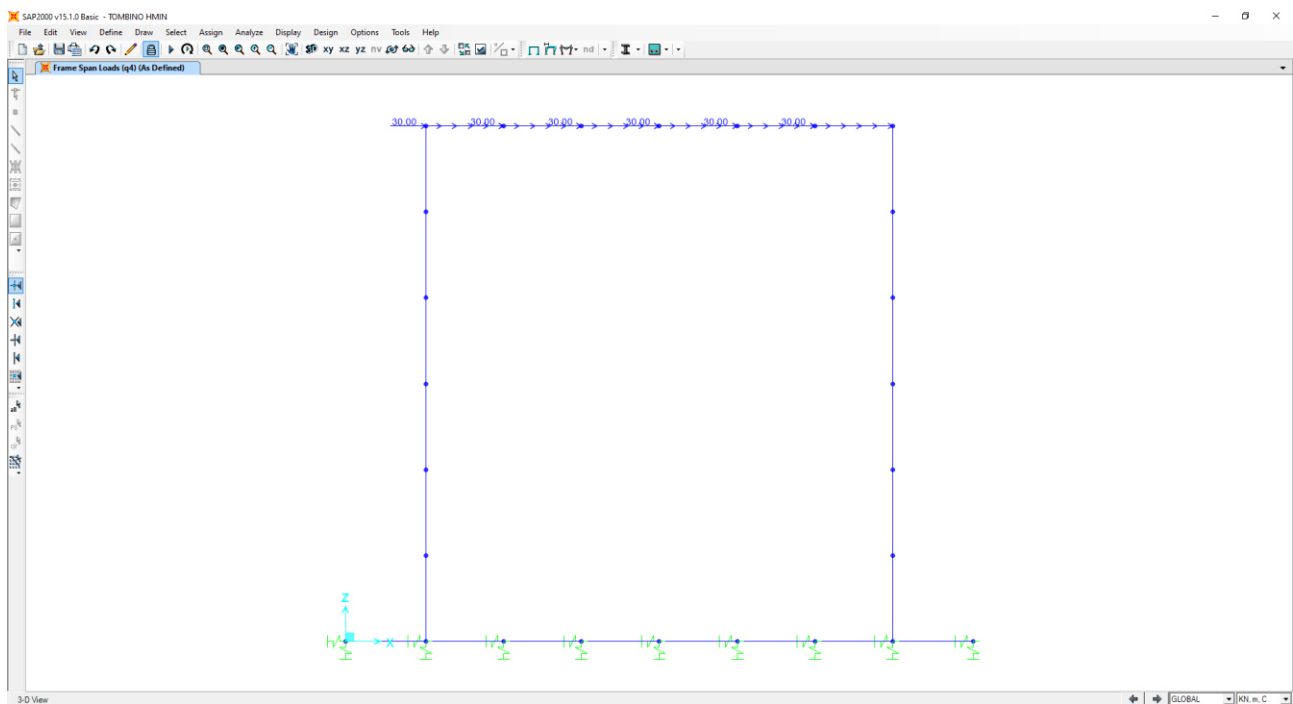 SAP2000 v15.1.0 Basic - TOMBINO HMIN
File Edit View Define Draw Select Assign Analyze Display Design Options Tools Help
xy xz yz nv nd
Frame Span Loads (q4) (As Defined)
30.00 30.00 30.00 30.00 30.00 30.00
Z
X
3-D View GLOBAL KN, m, C